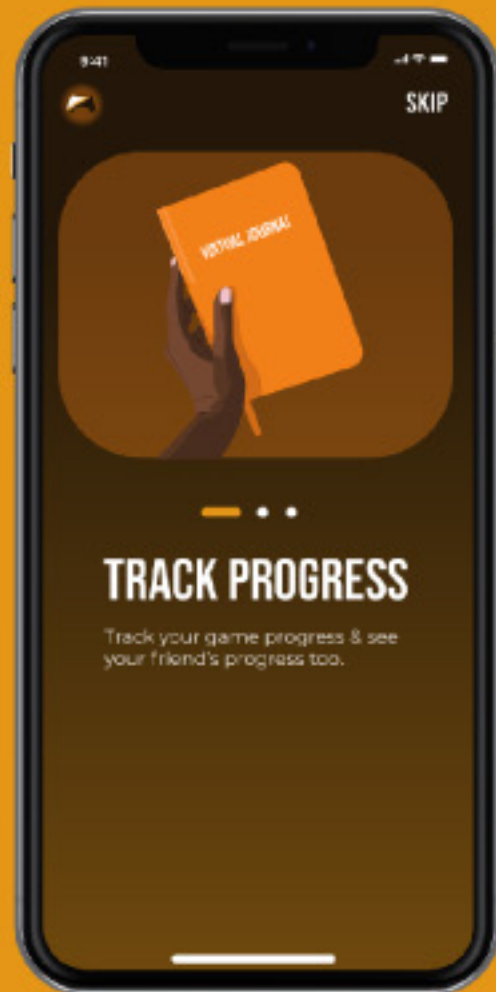 9:41
SKIP
VIRTUAL JOURNAL
TRACK PROGRESS
Track your game progress & see
your friend's progress too.